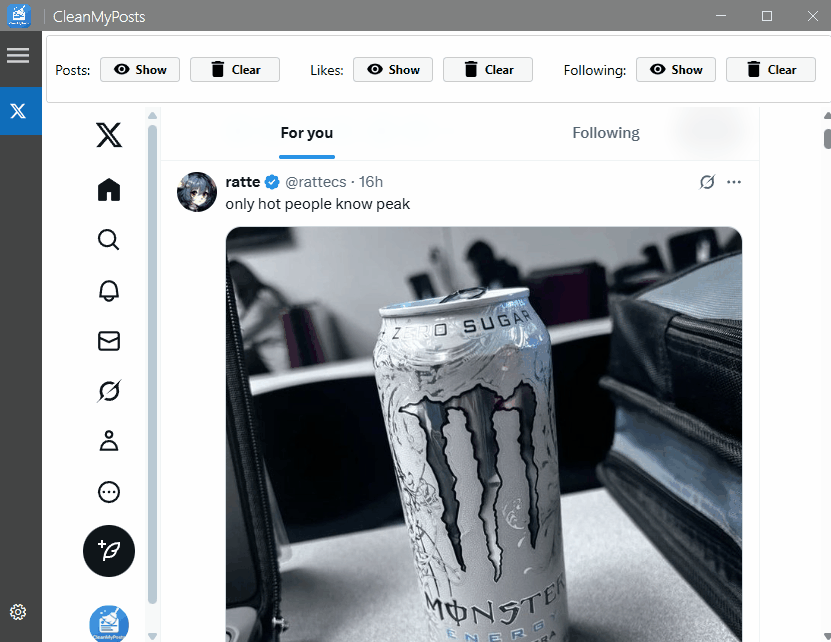 CleanMyPosts
Posts: Show Clear Likes: Show Clear Following: Show Clear
For you Following
ratte @rattecs · 16h
only hot people know peak
ZERO SUGAR
MONSTER
ENERGY
CleanMyPosts